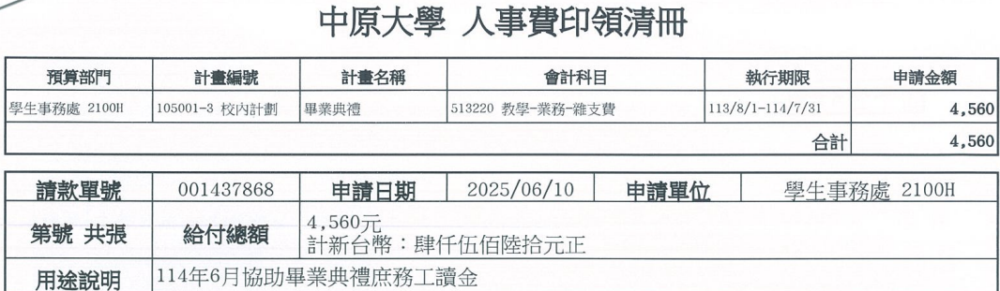 中原大學 人事費印領清冊
預算部門 計畫編號 計畫名稱 會計科目 執行期限 申請金額
學生事務處 2100H 105001-3 校內計劃 畢業典禮 513220 教學-業務-雜支費 113/8/1-114/7/31 4,560
合計 4,560
請款單號 001437868 申請日期 2025/06/10 申請單位 學生事務處 2100H
第號 共張 給付總額 4,560元
計新台幣：肆仟伍佰陸拾元正
用途說明 114年6月協助畢業典禮庶務工讀金